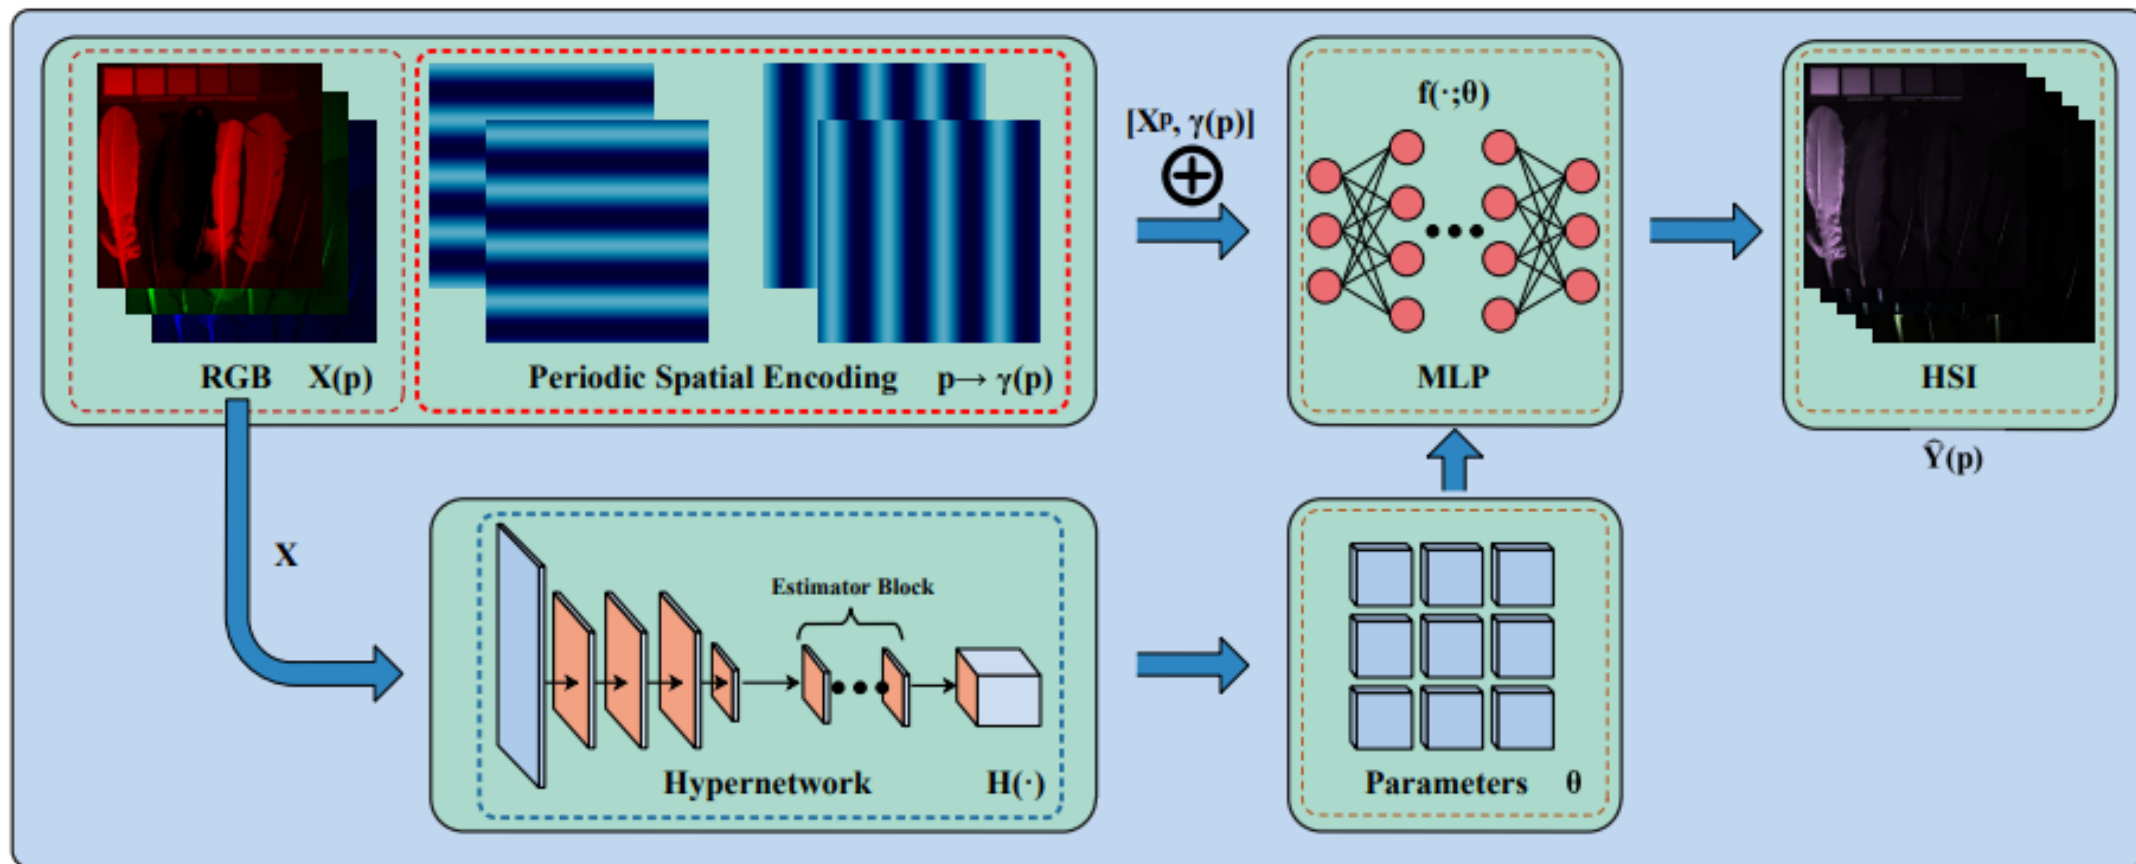 RGB X(p)
Periodic Spatial Encoding p→ γ(p)
[Xᵖ, γ(p)]
f(·;θ)
MLP
HSI
Ŷ(p)
X
Estimator Block
Hypernetwork H(·)
Parameters θ